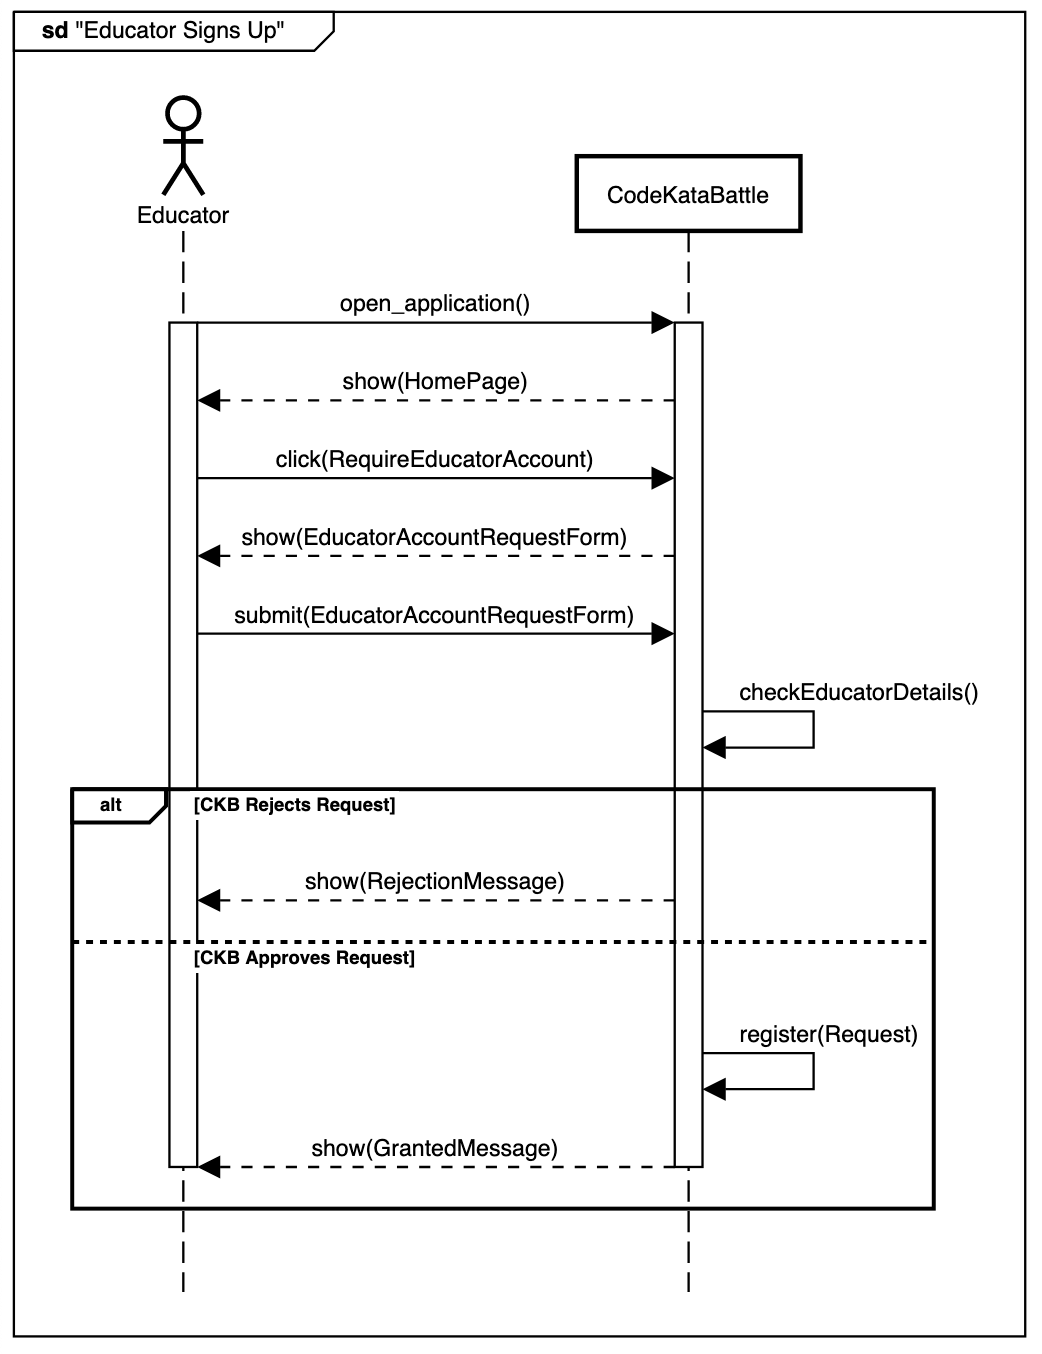 sd "Educator Signs Up"
Educator
CodeKataBattle
open_application()
show(HomePage)
click(RequireEducatorAccount)
show(EducatorAccountRequestForm)
submit(EducatorAccountRequestForm)
checkEducatorDetails()
alt
[CKB Rejects Request]
show(RejectionMessage)
[CKB Approves Request]
register(Request)
show(GrantedMessage)